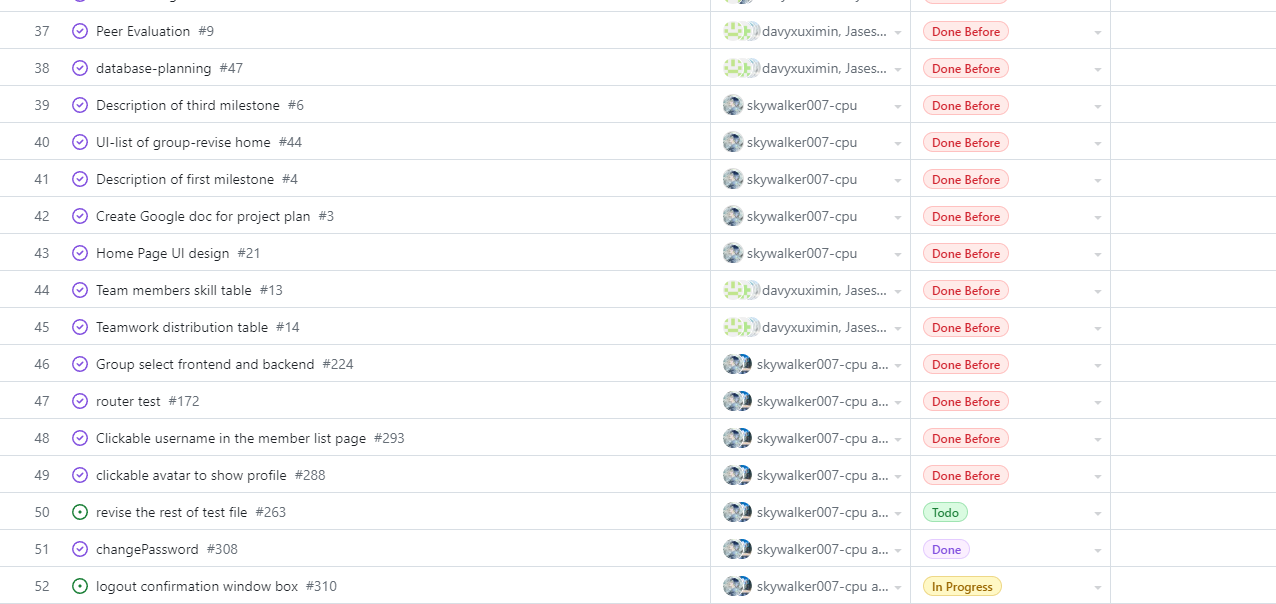 37 Peer Evaluation #9 davyxuximin, Jases... Done Before
38 database-planning #47 davyxuximin, Jases... Done Before
39 Description of third milestone #6 skywalker007-cpu Done Before
40 UI-list of group-revise home #44 skywalker007-cpu Done Before
41 Description of first milestone #4 skywalker007-cpu Done Before
42 Create Google doc for project plan #3 skywalker007-cpu Done Before
43 Home Page UI design #21 skywalker007-cpu Done Before
44 Team members skill table #13 davyxuximin, Jases... Done Before
45 Teamwork distribution table #14 davyxuximin, Jases... Done Before
46 Group select frontend and backend #224 skywalker007-cpu a... Done Before
47 router test #172 skywalker007-cpu a... Done Before
48 Clickable username in the member list page #293 skywalker007-cpu a... Done Before
49 clickable avatar to show profile #288 skywalker007-cpu a... Done Before
50 revise the rest of test file #263 skywalker007-cpu a... Todo
51 changePassword #308 skywalker007-cpu a... Done
52 logout confirmation window box #310 skywalker007-cpu a... In Progress